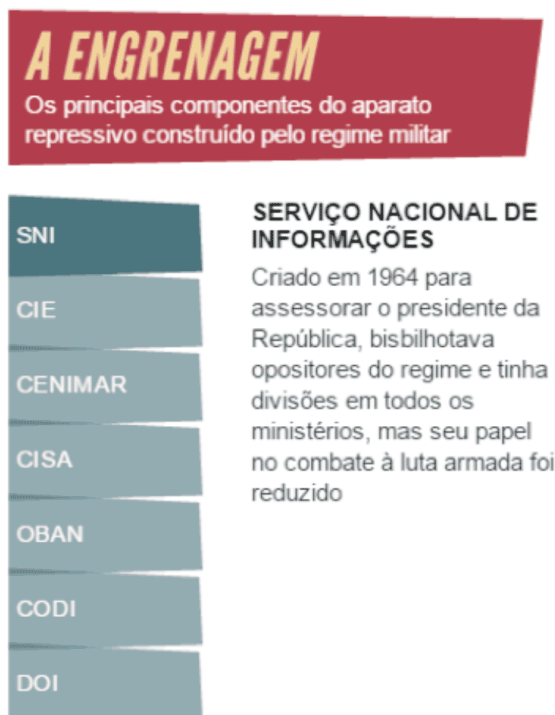 A ENGRENAGEM
Os principais componentes do aparato
repressivo construído pelo regime militar
SNI
CIE
CENIMAR
CISA
OBAN
CODI
DOI
SERVIÇO NACIONAL DE
INFORMAÇÕES
Criado em 1964 para
assessorar o presidente da
República, bisbilhotava
opositores do regime e tinha
divisões em todos os
ministérios, mas seu papel
no combate à luta armada foi
reduzido